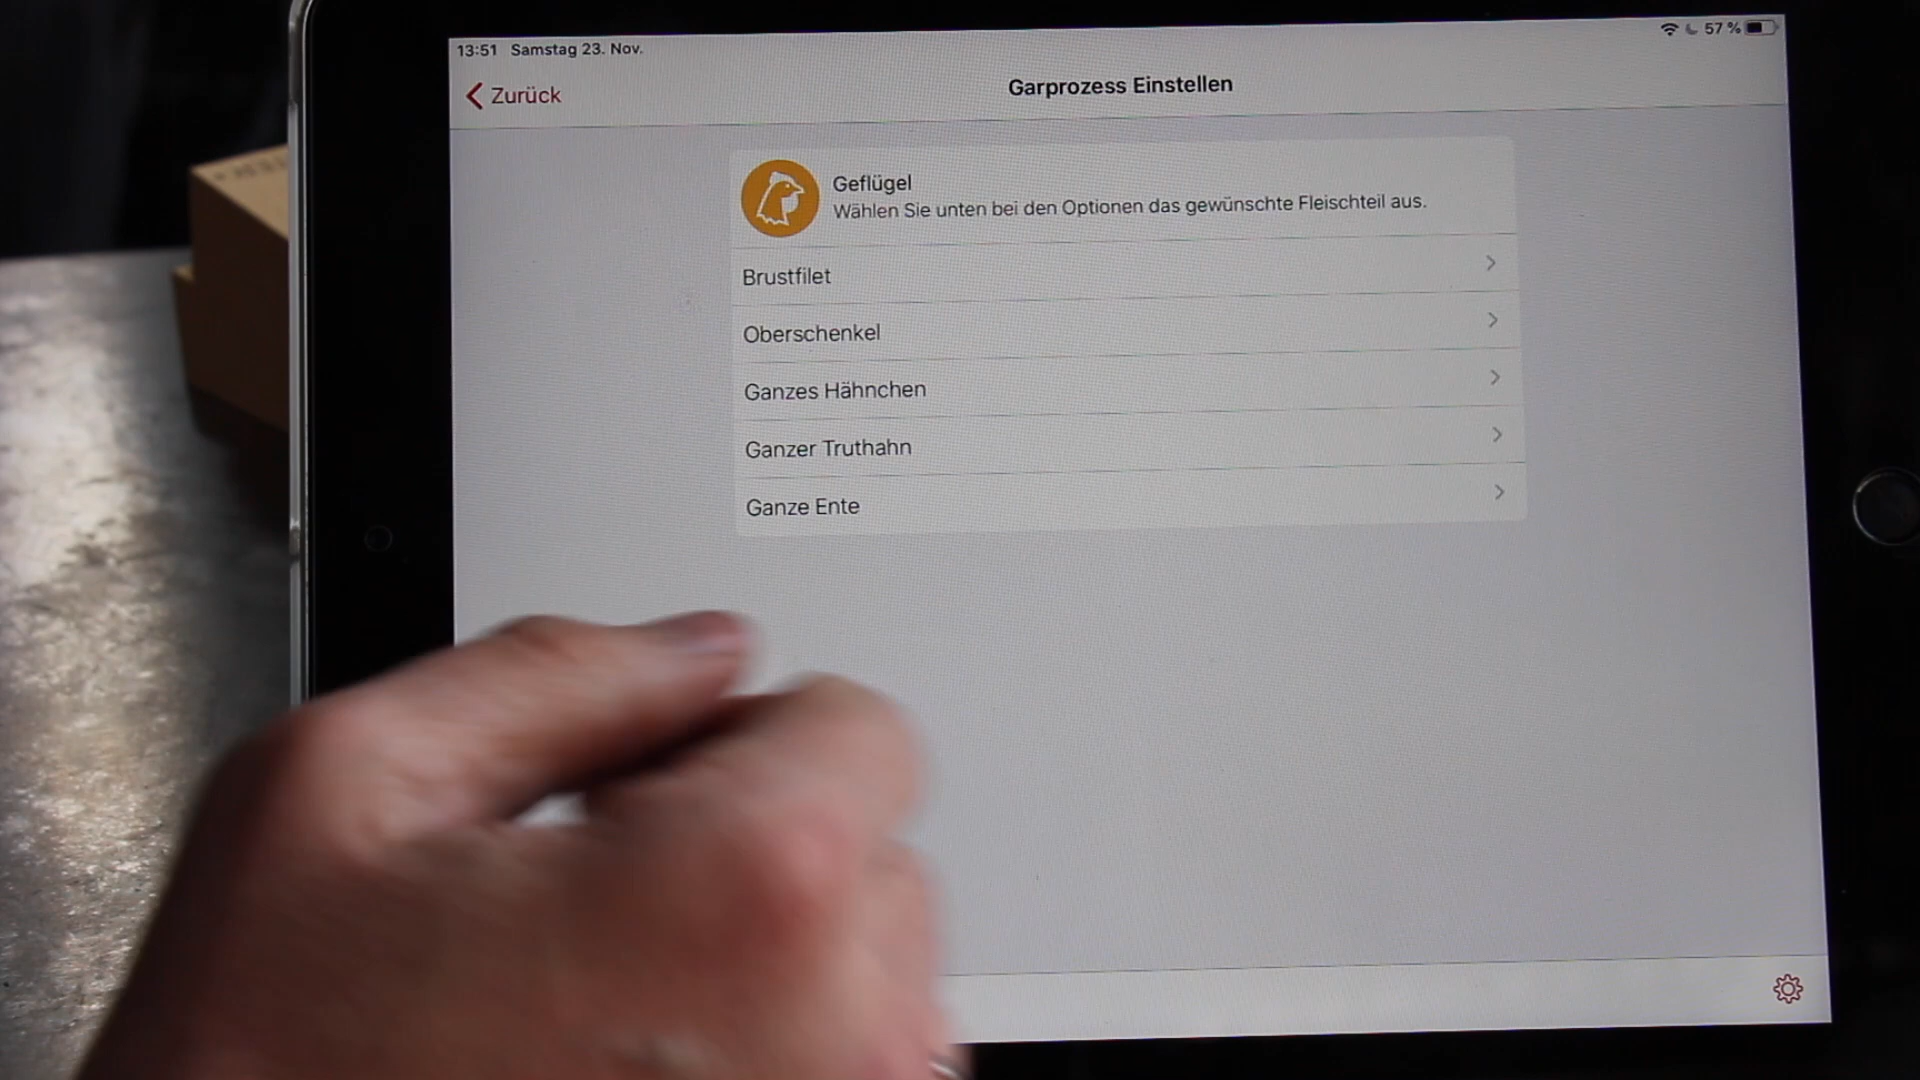 13:51 Samstag 23. Nov.
57 %
Zurück
Garprozess Einstellen
Geflügel
Wählen Sie unten bei den Optionen das gewünschte Fleischteil aus.
Brustfilet
Oberschenkel
Ganzes Hähnchen
Ganzer Truthahn
Ganze Ente